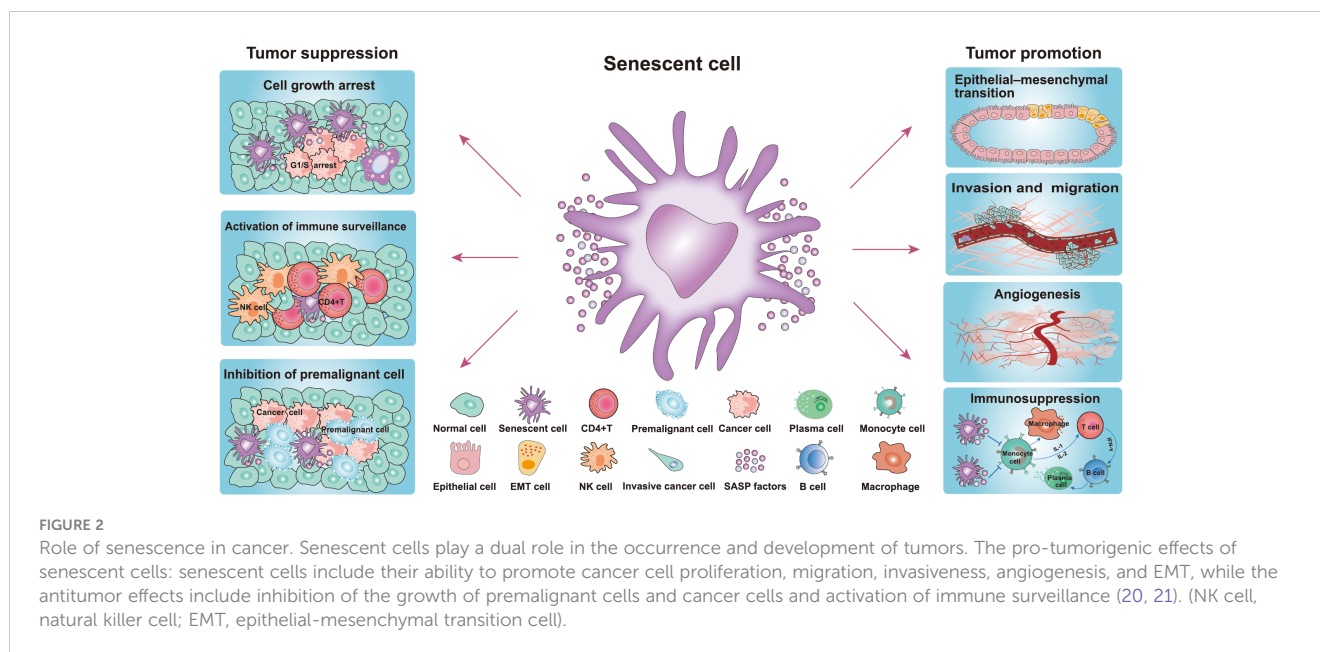 Tumor suppression
Cell growth arrest
G1/S arrest
Activation of immune surveillance
NK cell
CD4+T
Inhibition of premalignant cell
Cancer cell
Premalignant cell
Senescent cell
Normal cell
Senescent cell
CD4+T
Premalignant cell
Cancer cell
Plasma cell
Monocyte cell
Epithelial cell
EMT cell
NK cell
Invasive cancer cell
SASP factors
B cell
Macrophage
Tumor promotion
Epithelial–mesenchymal
transition
Invasion and migration
Angiogenesis
Immunosuppression
Macrophage
T cell
Monocyte
cell
IL-1
IL-2
IFN-γ
B cell
Plasma
cell
FIGURE 2
Role of senescence in cancer. Senescent cells play a dual role in the occurrence and development of tumors. The pro-tumorigenic effects of
senescent cells: senescent cells include their ability to promote cancer cell proliferation, migration, invasiveness, angiogenesis, and EMT, while the
antitumor effects include inhibition of the growth of premalignant cells and cancer cells and activation of immune surveillance (20, 21). (NK cell,
natural killer cell; EMT, epithelial-mesenchymal transition cell).